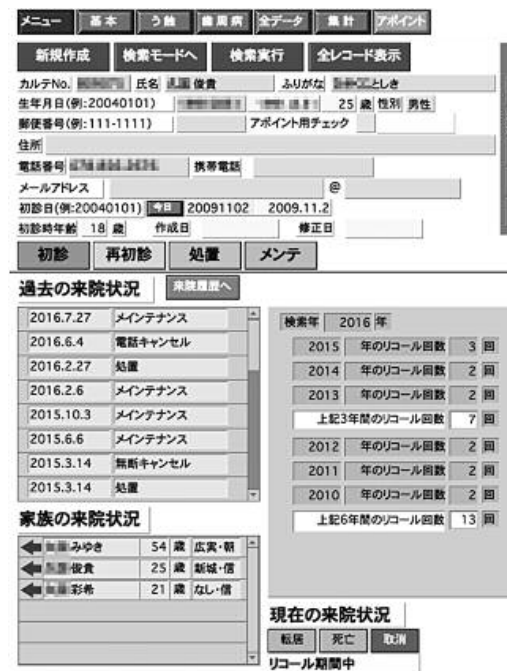 メニュー 基本 う蝕 歯周病 全データ 集計 アポイント
新規作成 検索モードへ 検索実行 全レコード表示
カルテNo. 氏名 俊貴 ふりがな としき
生年月日(例:20040101) 25 歳 性別 男性
郵便番号(例:111-1111) アポイント用チェック
住所
電話番号 携帯電話
メールアドレス @
初診日(例:20040101) 今日 20091102 2009.11.2
初診時年齢 18 歳 作成日 修正日
初診 再初診 処置 メンテ
過去の来院状況 来院履歴へ
2016.7.27 メインテナンス
2016.6.4 電話キャンセル
2016.2.27 処置
2016.2.6 メインテナンス
2015.10.3 メインテナンス
2015.6.6 メインテナンス
2015.3.14 無断キャンセル
2015.3.14 処置
検索年 2016 年
2015 年のリコール回数 3 回
2014 年のリコール回数 2 回
2013 年のリコール回数 2 回
上記3年間のリコール回数 7 回
2012 年のリコール回数 2 回
2011 年のリコール回数 2 回
2010 年のリコール回数 2 回
上記6年間のリコール回数 13 回
家族の来院状況
みゆき 54 歳 広実・朝
俊貴 25 歳 新城・信
彩希 21 歳 なし・信
現在の来院状況
転居 死亡 取消
リコール期間中